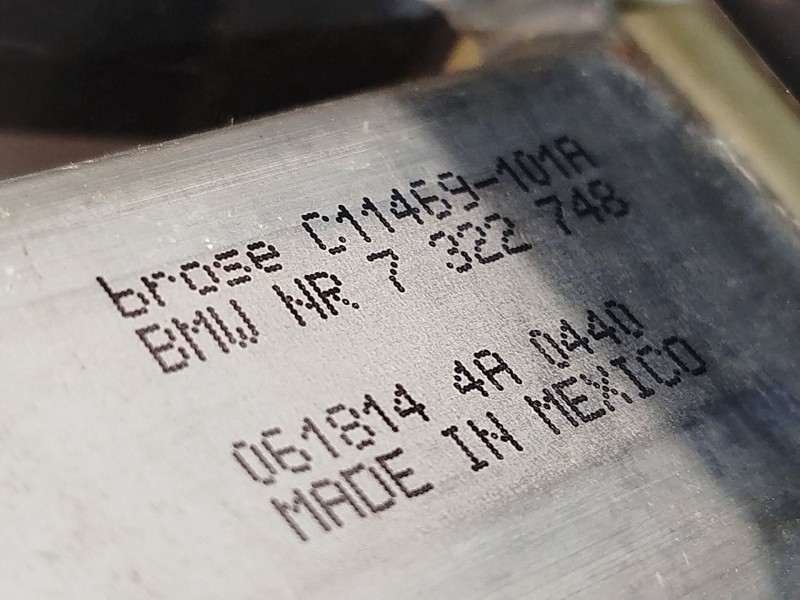 brose C11469-101A
BMW NR 7 322 748
061814 4A 0440
MADE IN MEXICO